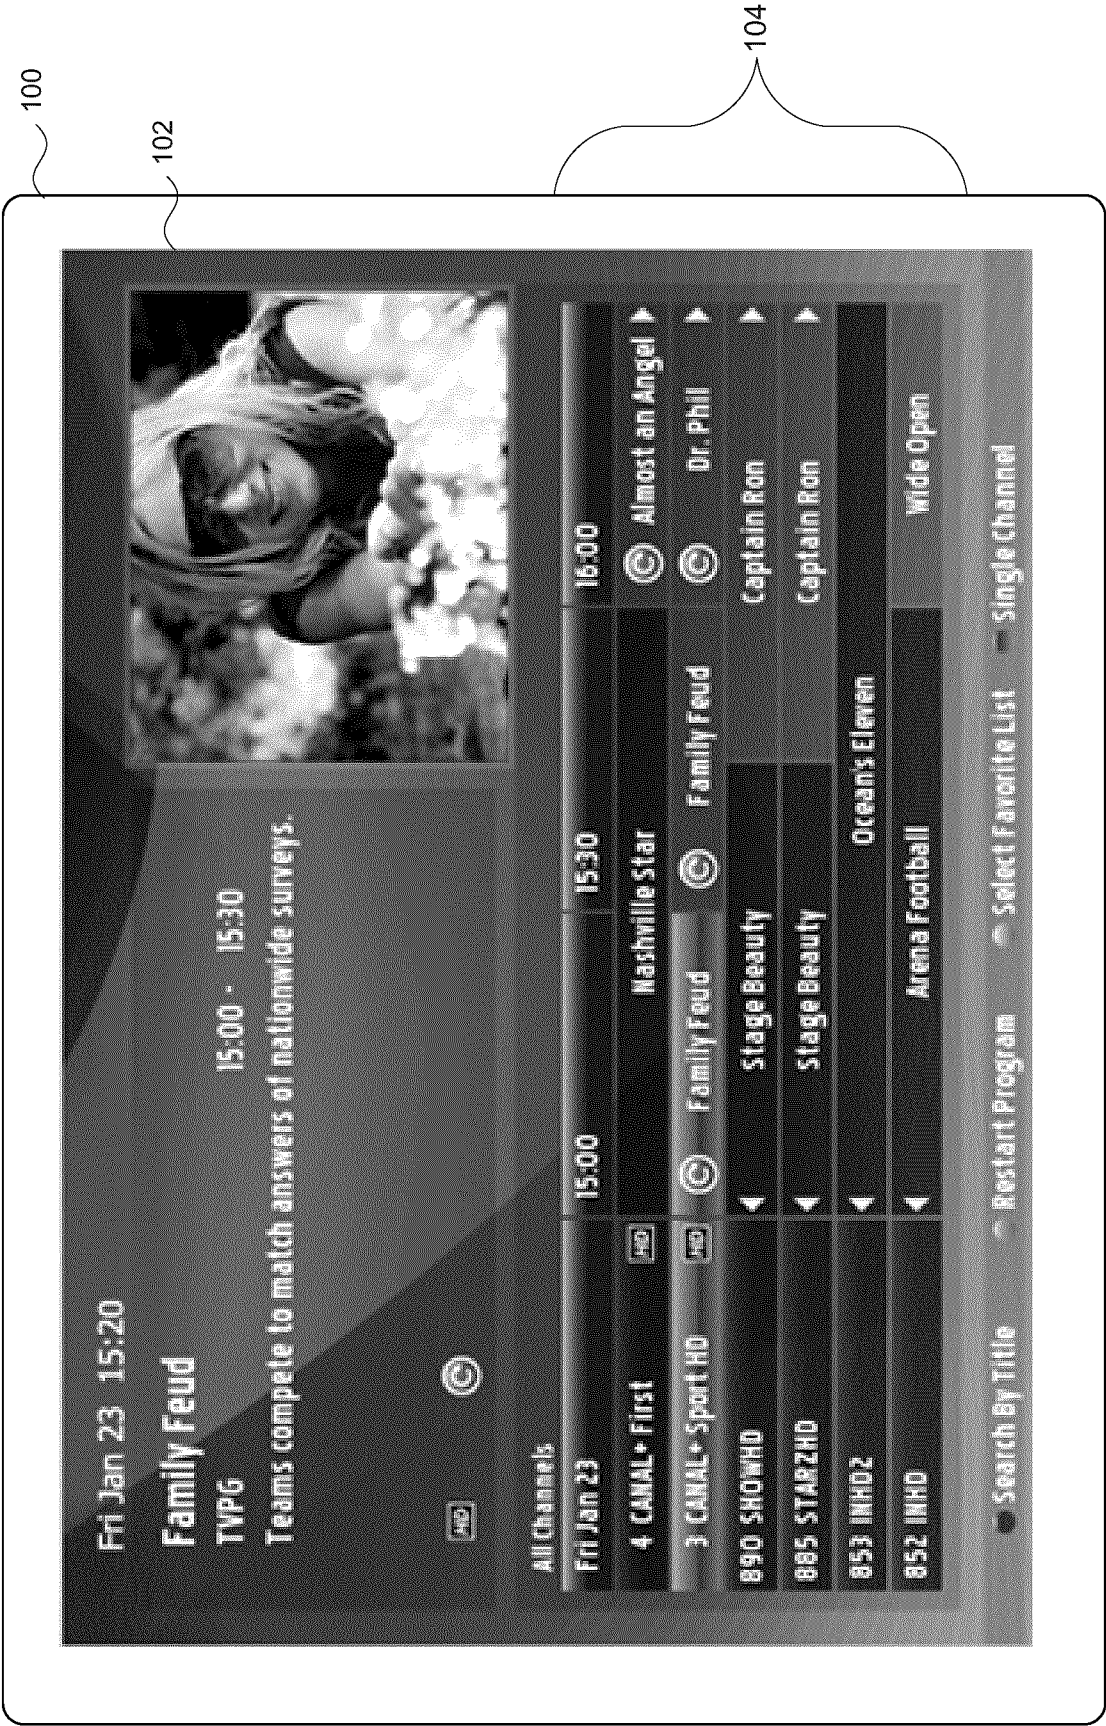 100
102
104
Fri Jan 23 15:20
Family Feud
TVPG 15:00 - 15:30
Teams compete to match answers of nationwide surveys.
HD ©
All Channels
Fri Jan 23 15:00 15:30 16:00
4 CANAL+ First HD Nashville Star © Almost an Angel
3 CANAL+ Sport HD HD © Family Feud © Family Feud © Dr. Phil
890 SHOWHD Stage Beauty Captain Ron
885 STARZHD Stage Beauty Captain Ron
853 INHD2 Ocean's Eleven
852 INHD Arena Football Wide Open
Search By Title Restart Program Select Favorite List Single Channel